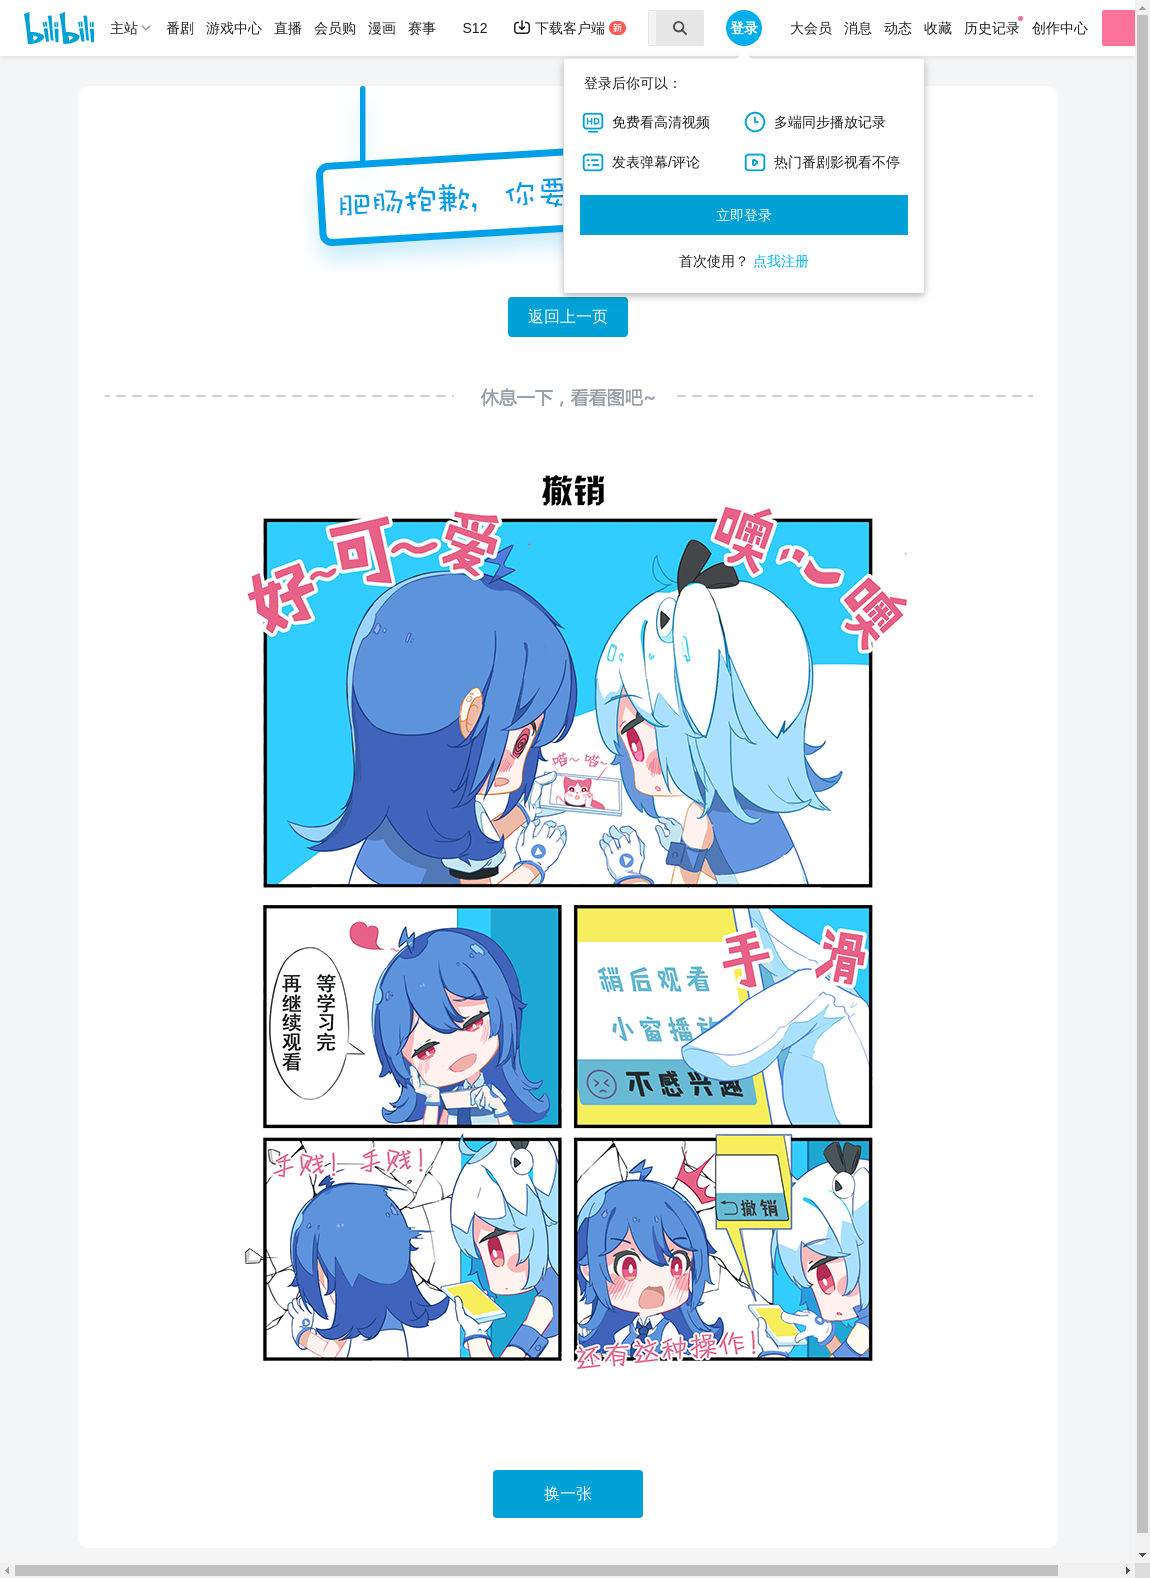 bilibili
主站 番剧 游戏中心 直播 会员购 漫画 赛事 S12 下载客户端 新 登录 大会员 消息 动态 收藏 历史记录 创作中心
登录后你可以：
HD 免费看高清视频 多端同步播放记录
发表弹幕/评论 热门番剧影视看不停
立即登录
首次使用？ 点我注册
肥肠抱歉，你要
返回上一页
休息一下，看看图吧~
撤销
好~可~爱
噢~噢
喵~ 喵~
等学习完
再继续观看
手 滑
稍后观看
小窗播放
不感兴趣
手贱！ 手贱！
撤销
还有这种操作！
换一张